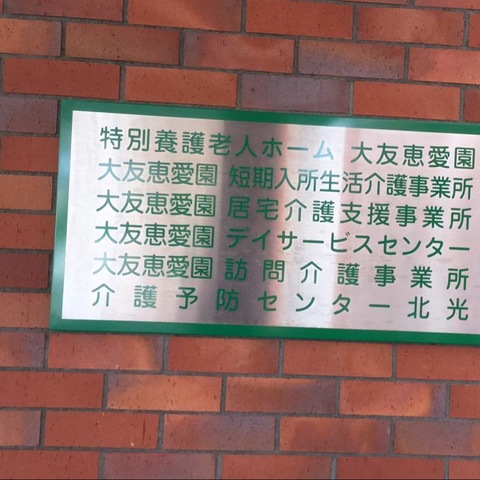 特別養護老人ホーム 大友恵愛園
大友恵愛園 短期入所生活介護事業所
大友恵愛園 居宅介護支援事業所
大友恵愛園 デイサービスセンター
大友恵愛園 訪問介護事業所
介護予防センター北光